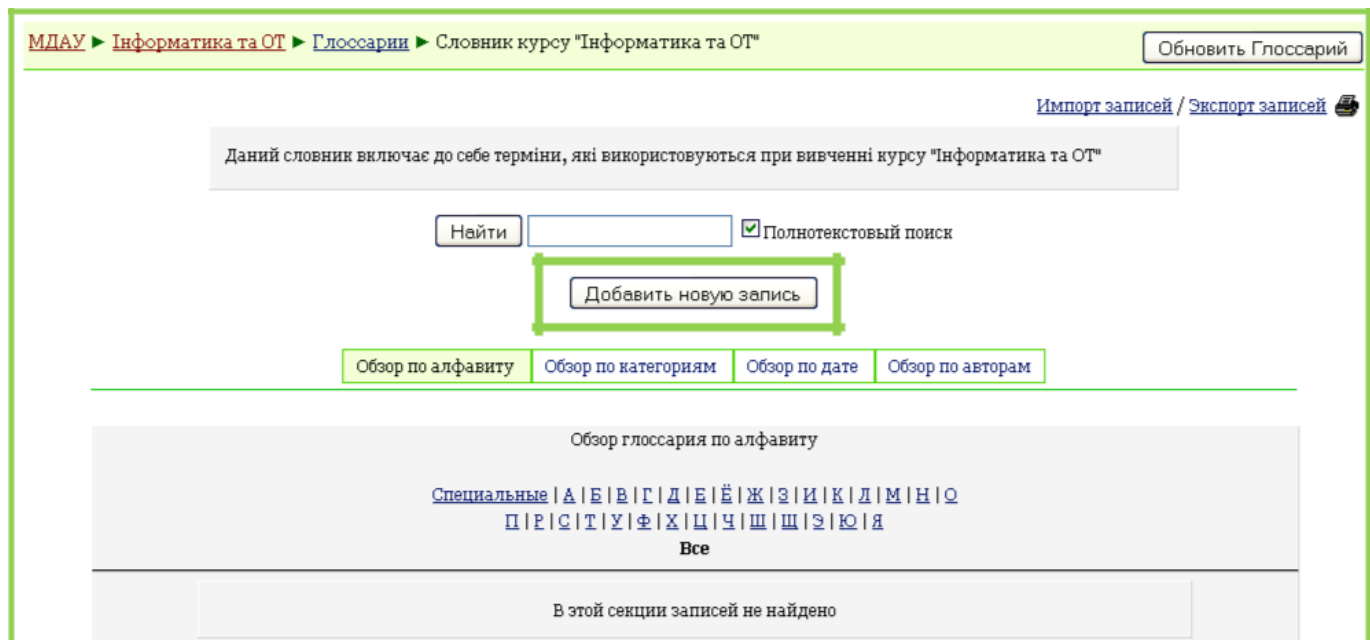 МДАУ ► Інформатика та ОТ ► Глоссарии ► Словник курсу "Інформатика та ОТ"
Обновить Глоссарий
Импорт записей / Экспорт записей
Даний словник включає до себе терміни, які використовуються при вивченні курсу "Інформатика та ОТ"
Найти
Полнотекстовый поиск
Добавить новую запись
Обзор по алфавиту Обзор по категориям Обзор по дате Обзор по авторам
Обзор глоссария по алфавиту
Специальные | А | Б | В | Г | Д | Е | Ё | Ж | З | И | К | Л | М | Н | О
П | Р | С | Т | У | Ф | Х | Ц | Ч | Ш | Щ | Э | Ю | Я
Все
В этой секции записей не найдено